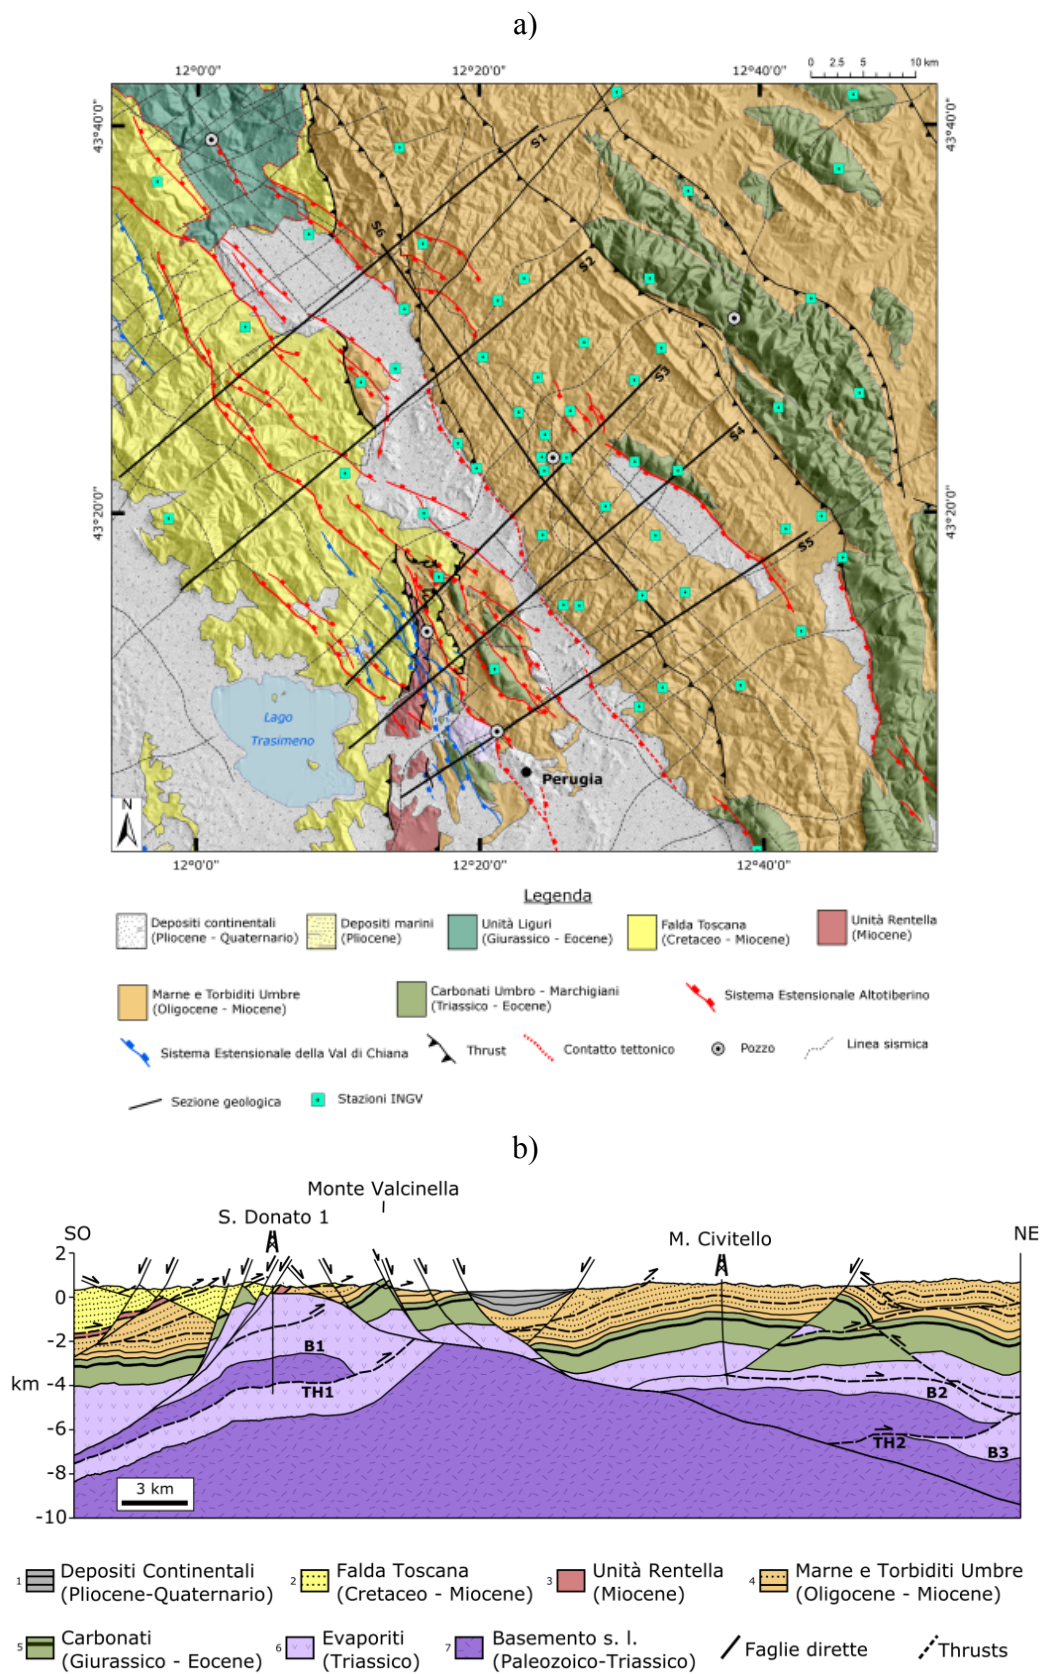 a)
12°0'0"
12°20'0"
12°40'0"
0 2.5 5 10 km
43°40'0"
43°40'0"
S1
S6
S2
S3
S4
43°20'0"
43°20'0"
S5
Lago
Trasimeno
Perugia
N
12°0'0"
12°20'0"
12°40'0"
Legenda
Depositi continentali
(Pliocene - Quaternario)
Depositi marini
(Pliocene)
Unità Liguri
(Giurassico - Eocene)
Falda Toscana
(Cretaceo - Miocene)
Unità Rentella
(Miocene)
Marne e Torbiditi Umbre
(Oligocene - Miocene)
Carbonati Umbro - Marchigiani
(Triassico - Eocene)
Sistema Estensionale Altotiberino
Sistema Estensionale della Val di Chiana
Thrust
Contatto tettonico
Pozzo
Linea sismica
Sezione geologica
Stazioni INGV
b)
Monte Valcinella
SO
S. Donato 1
M. Civitello
NE
2
0
-2
km
-4
-6
-8
-10
B1
TH1
B2
TH2
B3
3 km
1 Depositi Continentali
(Pliocene-Quaternario)
2 Falda Toscana
(Cretaceo - Miocene)
3 Unità Rentella
(Miocene)
4 Marne e Torbiditi Umbre
(Oligocene - Miocene)
5 Carbonati
(Giurassico - Eocene)
6 Evaporiti
(Triassico)
7 Basemento s. l.
(Paleozoico-Triassico)
Faglie dirette
Thrusts